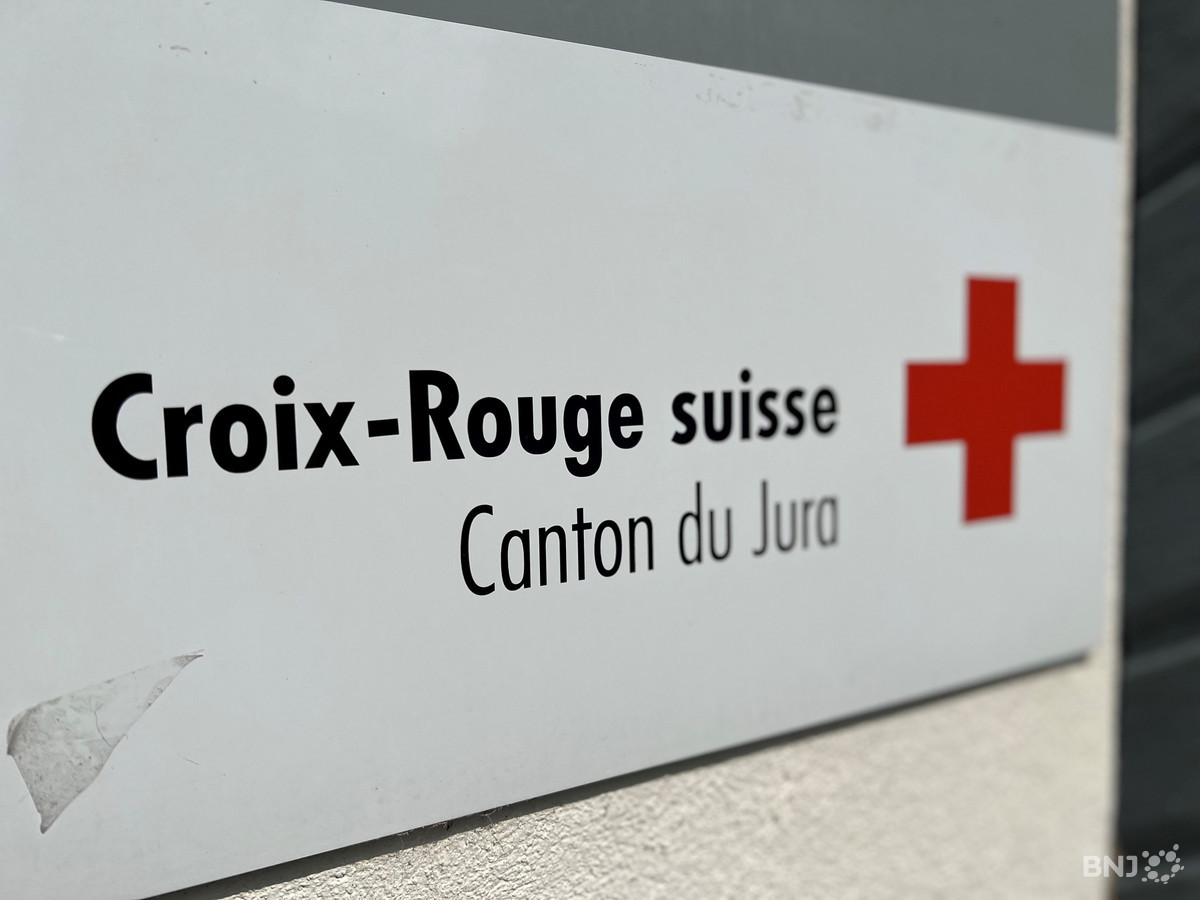 Croix-Rouge suisse
Canton du Jura
BNJ